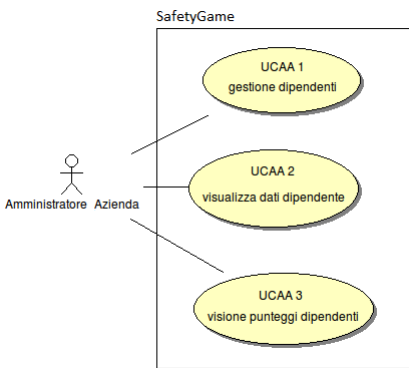 SafetyGame
UCAA 1
gestione dipendenti
Amministratore Azienda
UCAA 2
visualizza dati dipendente
UCAA 3
visione punteggi dipendenti